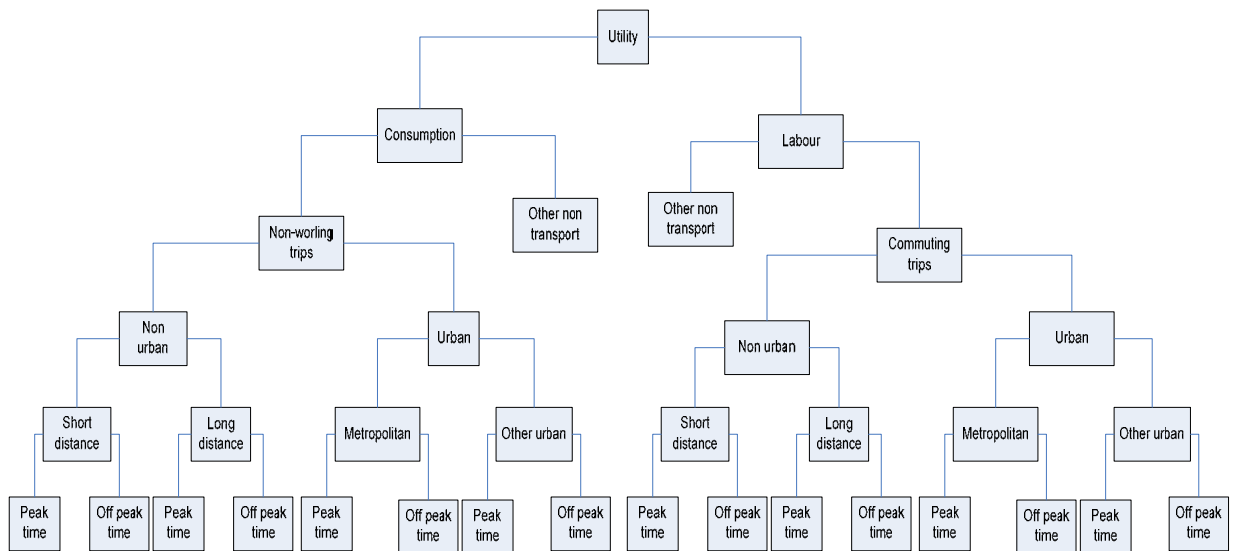 Utility
Consumption
Labour
Other non
transport
Other non
transport
Non-worling
trips
Commuting
trips
Non
urban
Urban
Non urban
Urban
Short
distance
Long
distance
Metropolitan
Other urban
Short
distance
Long
distance
Metropolitan
Other urban
Peak
time
Off peak
time
Peak
time
Off peak
time
Peak
time
Off peak
time
Peak
time
Off peak
time
Peak
time
Off peak
time
Peak
time
Off peak
time
Peak
time
Off peak
time
Peak
time
Off peak
time